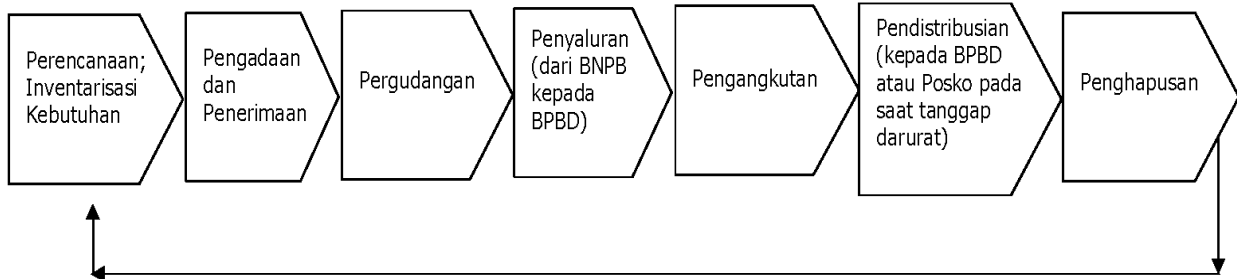 Perencanaan;
Inventarisasi
Kebutuhan
Pengadaan
dan
Penerimaan
Pergudangan
Penyaluran
(dari BNPB
kepada
BPBD)
Pengangkutan
Pendistribusian
(kepada BPBD
atau Posko pada
saat tanggap
darurat)
Penghapusan